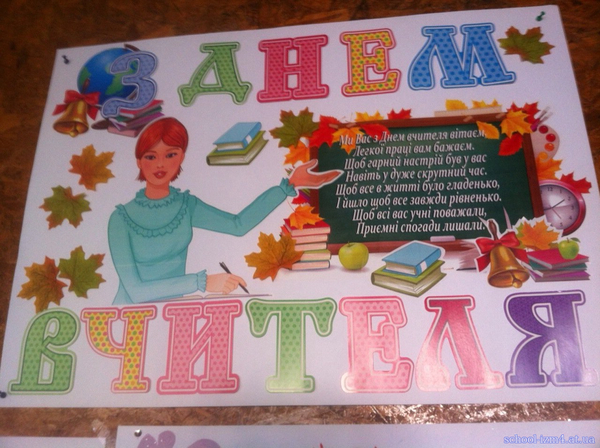 З ДНЕМ
Ми Вас з Днем вчителя вітаєм,
Легкої праці вам бажаєм.
Щоб гарний настрій був у вас
Навіть у дуже скрутний час.
Щоб все в житті було гладенько,
І йшло щоб все завжди рівненько.
Щоб всі вас учні поважали,
Приємні спогади лишали.
ВЧИТЕЛЯ
school-izm4.at.ua